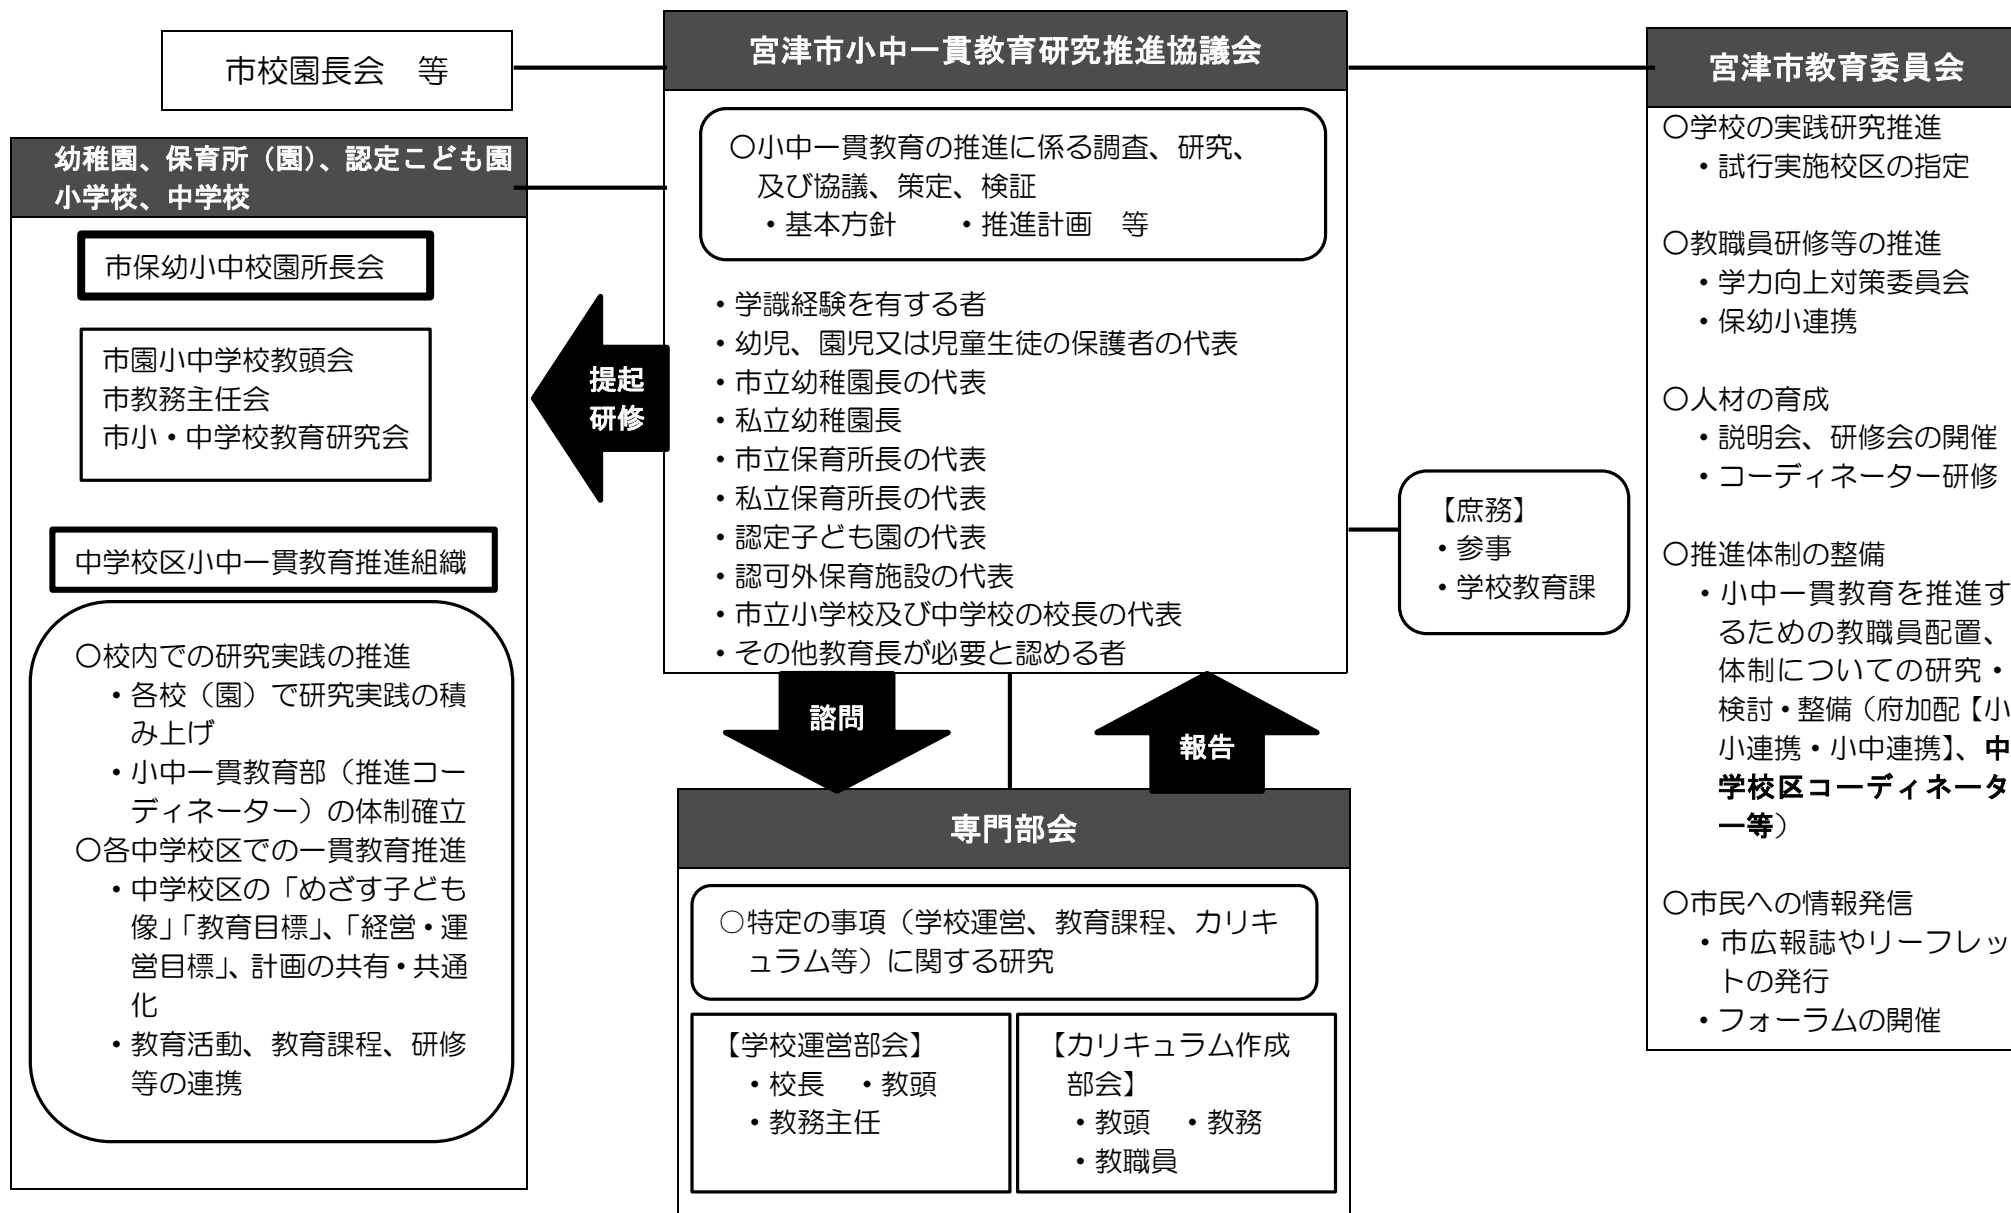 市校園長会　等
幼稚園、保育所（園）、認定こども園
小学校、中学校
市保幼小中校園所長会
市園小中学校教頭会
市教務主任会
市小・中学校教育研究会
中学校区小中一貫教育推進組織
〇校内での研究実践の推進
・各校（園）で研究実践の積
み上げ
・小中一貫教育部（推進コー
ディネーター）の体制確立
〇各中学校区での一貫教育推進
・中学校区の「めざす子ども
像」「教育目標」、「経営・運
営目標」、計画の共有・共通
化
・教育活動、教育課程、研修
等の連携
提起
研修
宮津市小中一貫教育研究推進協議会
〇小中一貫教育の推進に係る調査、研究、
及び協議、策定、検証
・基本方針　　・推進計画　等
・学識経験を有する者
・幼児、園児又は児童生徒の保護者の代表
・市立幼稚園長の代表
・私立幼稚園長
・市立保育所長の代表
・私立保育所長の代表
・認定子ども園の代表
・認可外保育施設の代表
・市立小学校及び中学校の校長の代表
・その他教育長が必要と認める者
諮問
報告
専門部会
○特定の事項（学校運営、教育課程、カリキ
ュラム等）に関する研究
【学校運営部会】
・校長　・教頭
・教務主任
【カリキュラム作成
部会】
・教頭　・教務
・教職員
【庶務】
・参事
・学校教育課
宮津市教育委員会
〇学校の実践研究推進
・試行実施校区の指定
〇教職員研修等の推進
・学力向上対策委員会
・保幼小連携
〇人材の育成
・説明会、研修会の開催
・コーディネーター研修
〇推進体制の整備
・小中一貫教育を推進す
るための教職員配置、
体制についての研究・
検討・整備（府加配【小
小連携・小中連携】、中
学校区コーディネータ
ー等）
〇市民への情報発信
・市広報誌やリーフレッ
トの発行
・フォーラムの開催